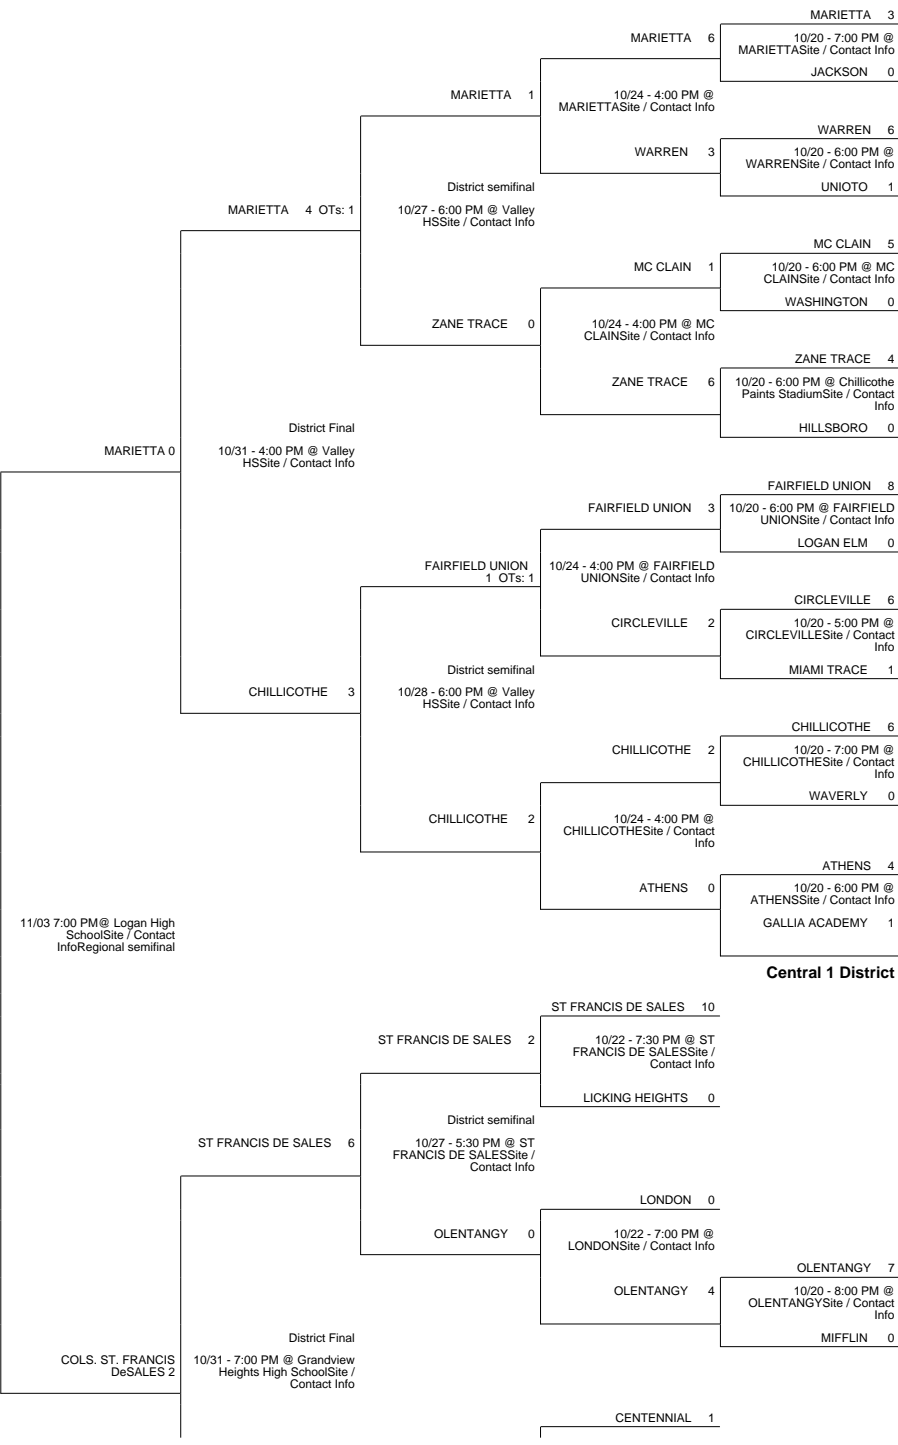 MARIETTA 3
MARIETTA 6
10/20 - 7:00 PM @
MARIETTASite / Contact Info
JACKSON 0
MARIETTA 1
10/24 - 4:00 PM @
MARIETTASite / Contact Info
WARREN 6
WARREN 3
10/20 - 6:00 PM @
WARRENSite / Contact Info
UNIOTO 1
District semifinal
MARIETTA 4 OTs: 1
10/27 - 6:00 PM @ Valley
HSSite / Contact Info
MC CLAIN 5
MC CLAIN 1
10/20 - 6:00 PM @ MC
CLAINSite / Contact Info
WASHINGTON 0
ZANE TRACE 0
10/24 - 4:00 PM @ MC
CLAINSite / Contact Info
ZANE TRACE 4
ZANE TRACE 6
10/20 - 6:00 PM @ Chillicothe
Paints StadiumSite / Contact
Info
HILLSBORO 0
District Final
MARIETTA 0
10/31 - 4:00 PM @ Valley
HSSite / Contact Info
FAIRFIELD UNION 8
FAIRFIELD UNION 3
10/20 - 6:00 PM @ FAIRFIELD
UNIONSite / Contact Info
LOGAN ELM 0
FAIRFIELD UNION
1 OTs: 1
10/24 - 4:00 PM @ FAIRFIELD
UNIONSite / Contact Info
CIRCLEVILLE 6
CIRCLEVILLE 2
10/20 - 5:00 PM @
CIRCLEVILLESite / Contact
Info
MIAMI TRACE 1
District semifinal
CHILLICOTHE 3
10/28 - 6:00 PM @ Valley
HSSite / Contact Info
CHILLICOTHE 6
CHILLICOTHE 2
10/20 - 7:00 PM @
CHILLICOTHESite / Contact
Info
WAVERLY 0
CHILLICOTHE 2
10/24 - 4:00 PM @
CHILLICOTHESite / Contact
Info
ATHENS 4
ATHENS 0
10/20 - 6:00 PM @
ATHENSSite / Contact Info
GALLIA ACADEMY 1
11/03 7:00 PM@ Logan High
SchoolSite / Contact
InfoRegional semifinal
Central 1 District
ST FRANCIS DE SALES 10
ST FRANCIS DE SALES 2
10/22 - 7:30 PM @ ST
FRANCIS DE SALESSite /
Contact Info
LICKING HEIGHTS 0
District semifinal
ST FRANCIS DE SALES 6
10/27 - 5:30 PM @ ST
FRANCIS DE SALESSite /
Contact Info
LONDON 0
OLENTANGY 0
10/22 - 7:00 PM @
LONDONSite / Contact Info
OLENTANGY 7
OLENTANGY 4
10/20 - 8:00 PM @
OLENTANGYSite / Contact
Info
MIFFLIN 0
District Final
COLS. ST. FRANCIS
DeSALES 2
10/31 - 7:00 PM @ Grandview
Heights High SchoolSite /
Contact Info
CENTENNIAL 1